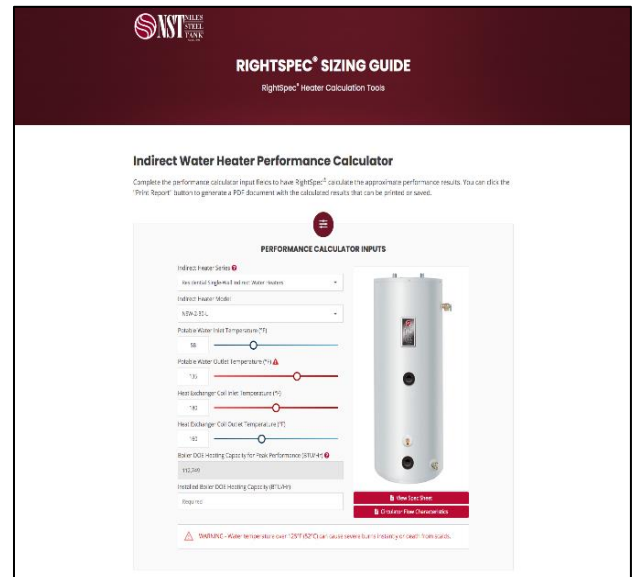 NST NILES STEEL TANK
RIGHTSPEC® SIZING GUIDE
RightSpec® Heater Calculation Tools
Indirect Water Heater Performance Calculator
Complete the performance calculator input fields to have RightSpec® calculate the approximate performance results. You can click the
"Print Report" button to generate a PDF document with the calculated results that can be printed or saved.
PERFORMANCE CALCULATOR INPUTS
Indirect Heater Series
Residential Single-Wall Indirect Water Heaters
Indirect Heater Model
Potable Water Inlet Temperature (°F)
58
Potable Water Outlet Temperature (°F)
135
Heat Exchanger Coil Inlet Temperature (°F)
180
Heat Exchanger Coil Outlet Temperature (°F)
160
Boiler DOE Heating Capacity for Peak Performance (BTU/Hr)
Installed Boiler DOE Heating Capacity (BTU/Hr)
Required
View Spec Sheet
Circulator Flow Characteristics
WARNING - Water temperature over 125°F (52°C) can cause severe burns instantly or death from scalds.